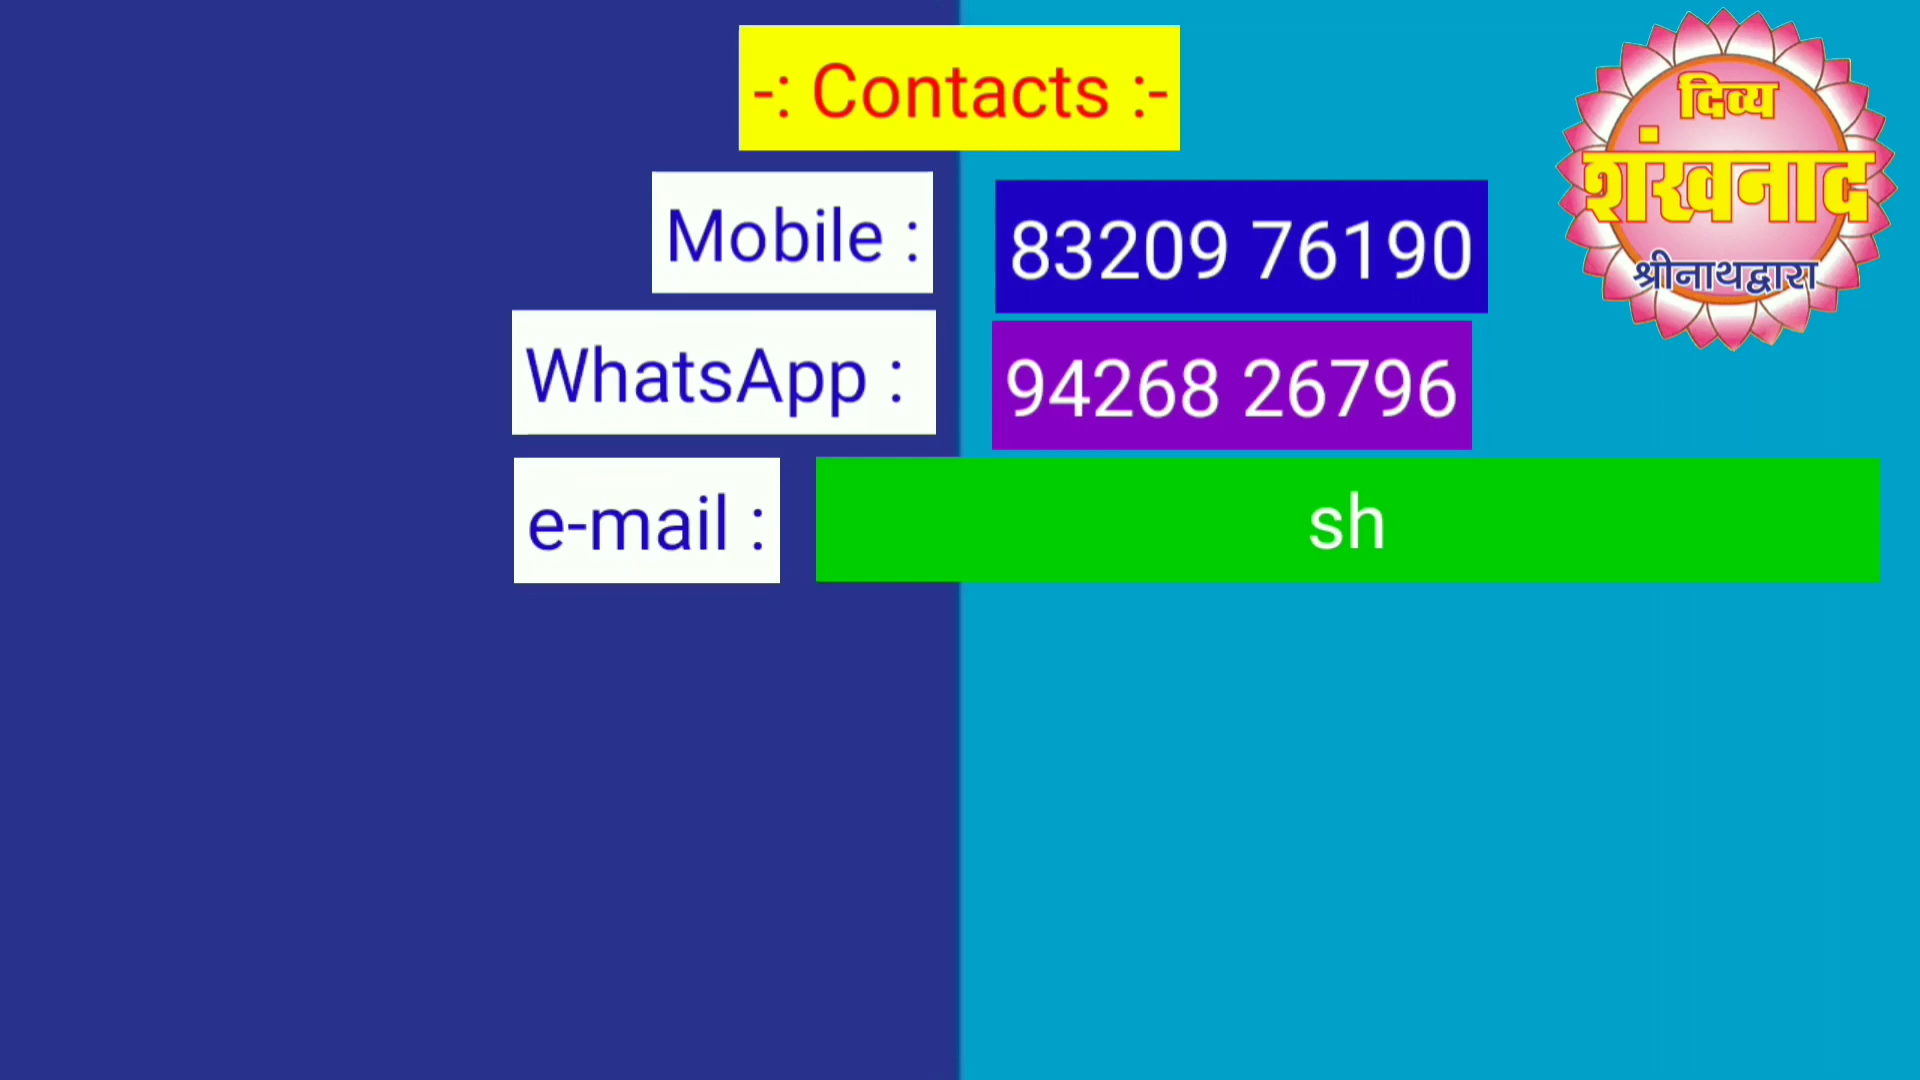 -: Contacts :-
Mobile : 83209 76190
WhatsApp : 94268 26796
e-mail : sh
दिव्य
शंखनाद
श्रीनाथद्वारा